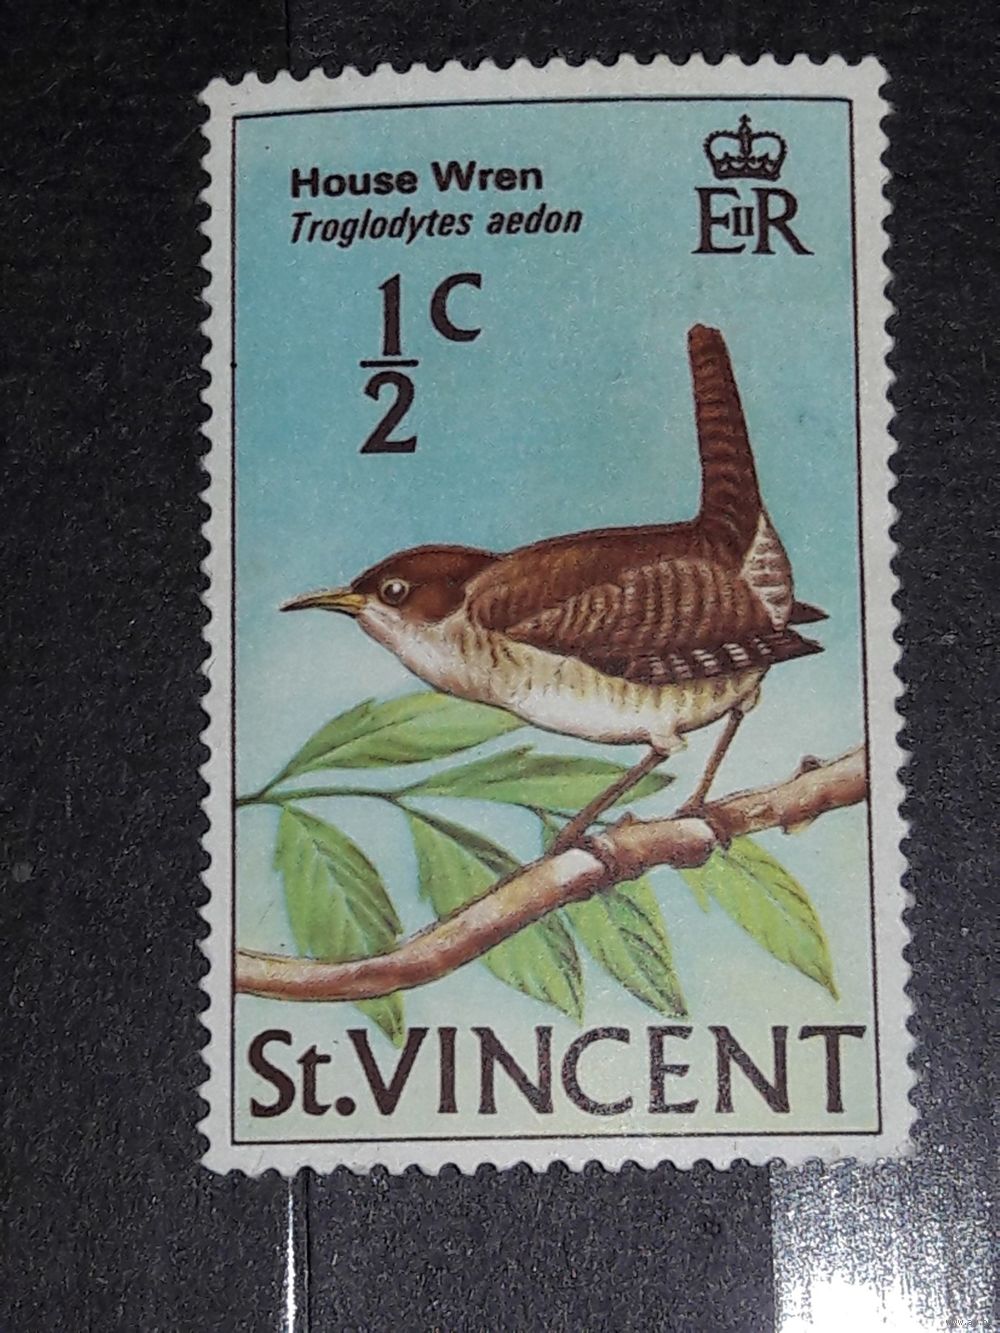 House Wren
Troglodytes aedon
1/2 C
EIIR
St. VINCENT